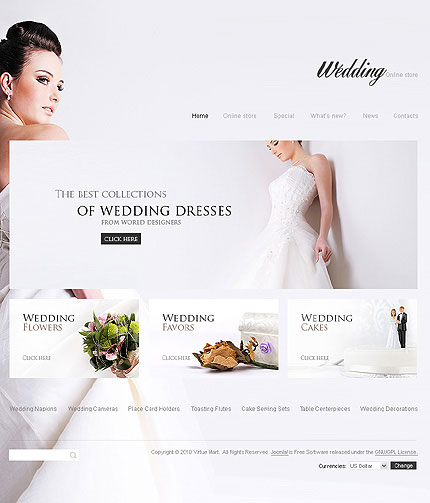 Wedding Online store
Home Online store Special What's new? News Contacts
THE BEST COLLECTIONS
OF WEDDING DRESSES
FROM WORLD DESIGNERS
CLICK HERE
WEDDING
FLOWERS
CLICK HERE
WEDDING
FAVORS
CLICK HERE
WEDDING
CAKES
CLICK HERE
Wedding Napkins Wedding Cameras Place Card Holders Toasting Flutes Cake Serving Sets Table Centerpieces Wedding Decorations
Copyright © 2010 Virtue Mart. All Rights Reserved. Joomla! is Free Software released under the GNU/GPL License.
Currencies: US Dollar Change